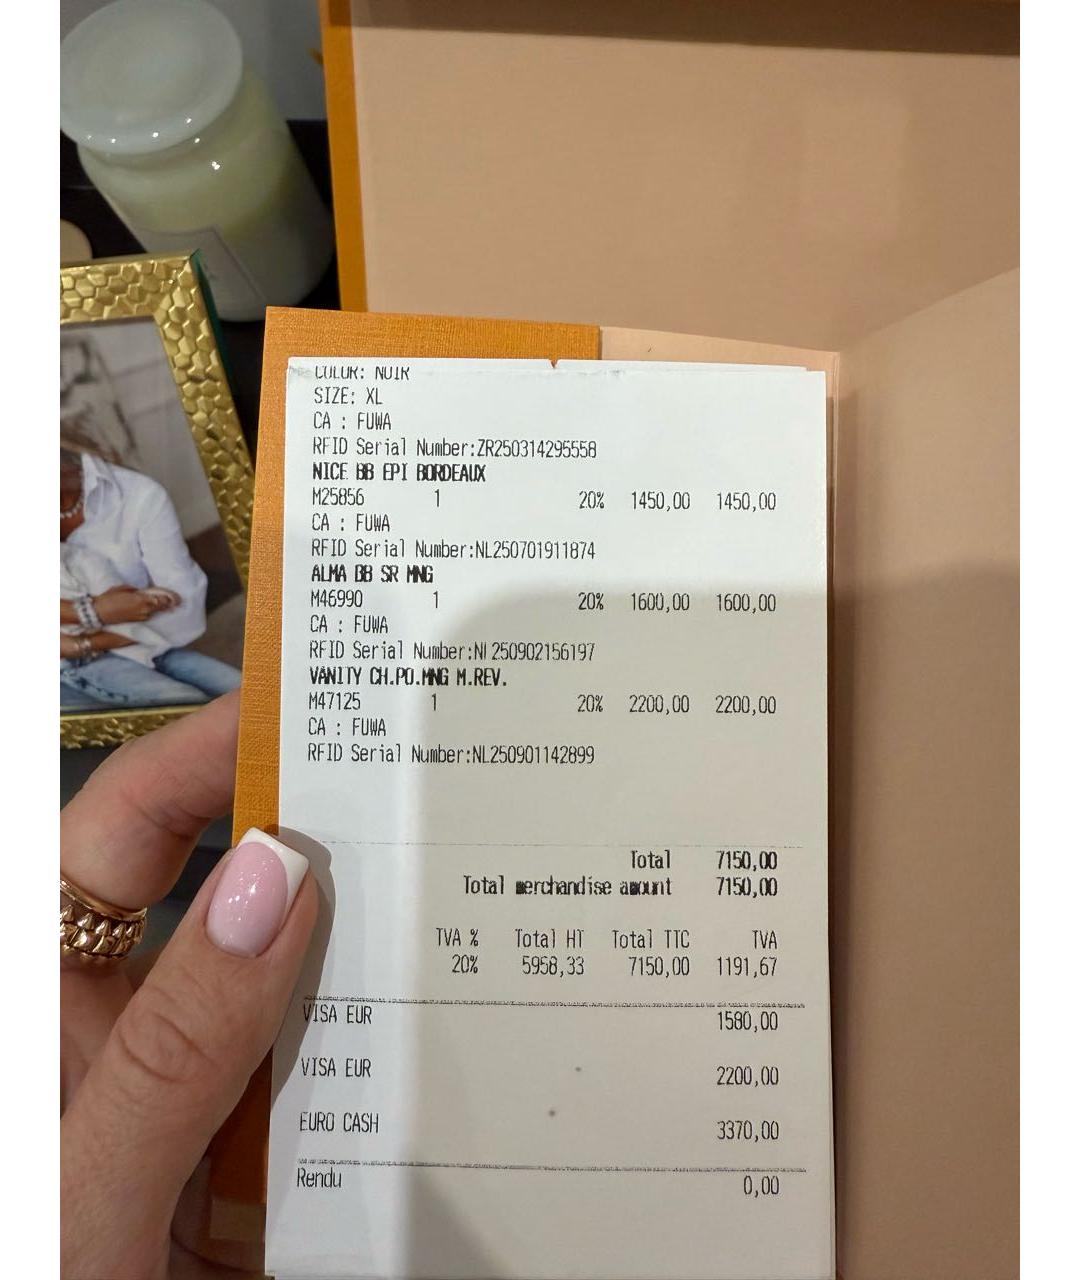 COLOR: NOIR
SIZE: XL
CA : FUWA
RFID Serial Number:ZR250314295558
NICE BB EPI BORDEAUX
M25856 1 20% 1450,00 1450,00
CA : FUWA
RFID Serial Number:NL250701911874
ALMA BB SR MNG
M46990 1 20% 1600,00 1600,00
CA : FUWA
RFID Serial Number:NL250902156197
VANITY CH.PO.MNG M.REV.
M47125 1 20% 2200,00 2200,00
CA : FUWA
RFID Serial Number:NL250901142899
Total 7150,00
Total merchandise amount 7150,00
TVA % Total HT Total TTC TVA
20% 5958,33 7150,00 1191,67
VISA EUR 1580,00
VISA EUR 2200,00
EURO CASH 3370,00
Rendu 0,00